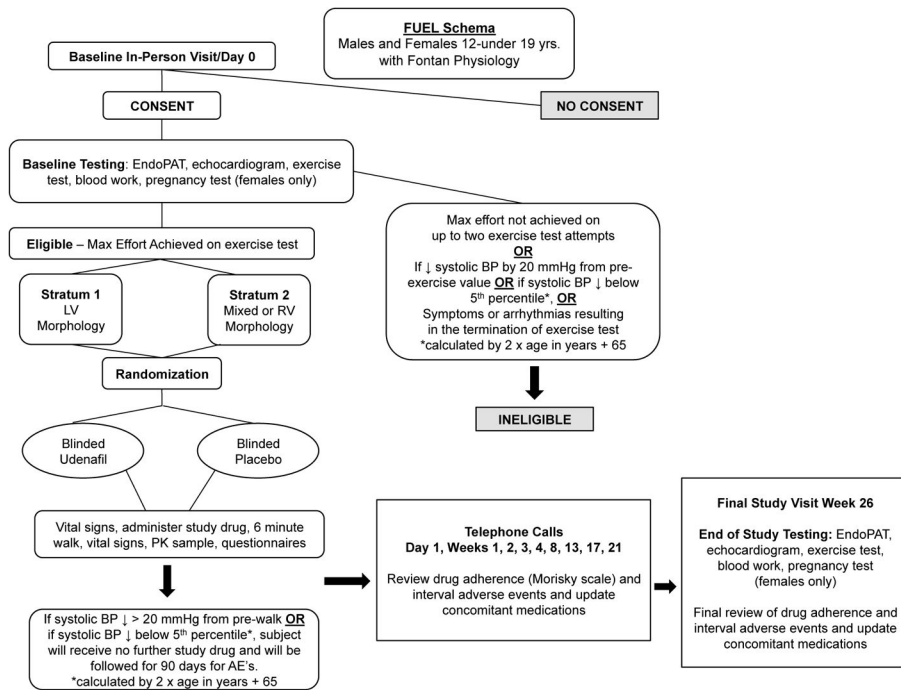 FUEL Schema
Males and Females 12-under 19 yrs.
with Fontan Physiology
Baseline In-Person Visit/Day 0
CONSENT
NO CONSENT
Baseline Testing: EndoPAT, echocardiogram, exercise
test, blood work, pregnancy test (females only)
Eligible – Max Effort Achieved on exercise test
Stratum 1
LV
Morphology
Stratum 2
Mixed or RV
Morphology
Max effort not achieved on
up to two exercise test attempts
OR
If ↓ systolic BP by 20 mmHg from pre-
exercise value OR if systolic BP ↓ below
5th percentile*, OR
Symptoms or arrhythmias resulting
in the termination of exercise test
*calculated by 2 x age in years + 65
INELIGIBLE
Randomization
Blinded
Udenafil
Blinded
Placebo
Vital signs, administer study drug, 6 minute
walk, vital signs, PK sample, questionnaires
If systolic BP ↓ > 20 mmHg from pre-walk OR
if systolic BP ↓ below 5th percentile*, subject
will receive no further study drug and will be
followed for 90 days for AE's.
*calculated by 2 x age in years + 65
Telephone Calls
Day 1, Weeks 1, 2, 3, 4, 8, 13, 17, 21
Review drug adherence (Morisky scale) and
interval adverse events and update
concomitant medications
Final Study Visit Week 26
End of Study Testing: EndoPAT,
echocardiogram, exercise test,
blood work, pregnancy test
(females only)
Final review of drug adherence and
interval adverse events and update
concomitant medications